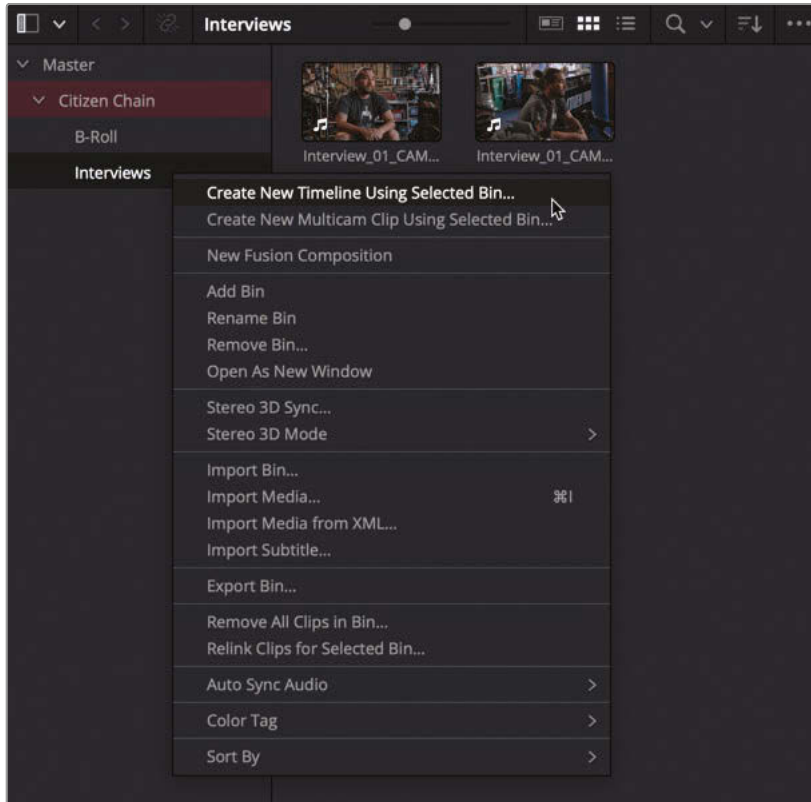 Interviews
Master
Citizen Chain
B-Roll
Interviews
Interview_01_CAM...
Interview_01_CAM...
Create New Timeline Using Selected Bin...
Create New Multicam Clip Using Selected Bin...
New Fusion Composition
Add Bin
Rename Bin
Remove Bin...
Open As New Window
Stereo 3D Sync...
Stereo 3D Mode
Import Bin...
Import Media... ⌘I
Import Media from XML...
Import Subtitle...
Export Bin...
Remove All Clips in Bin...
Relink Clips for Selected Bin...
Auto Sync Audio
Color Tag
Sort By